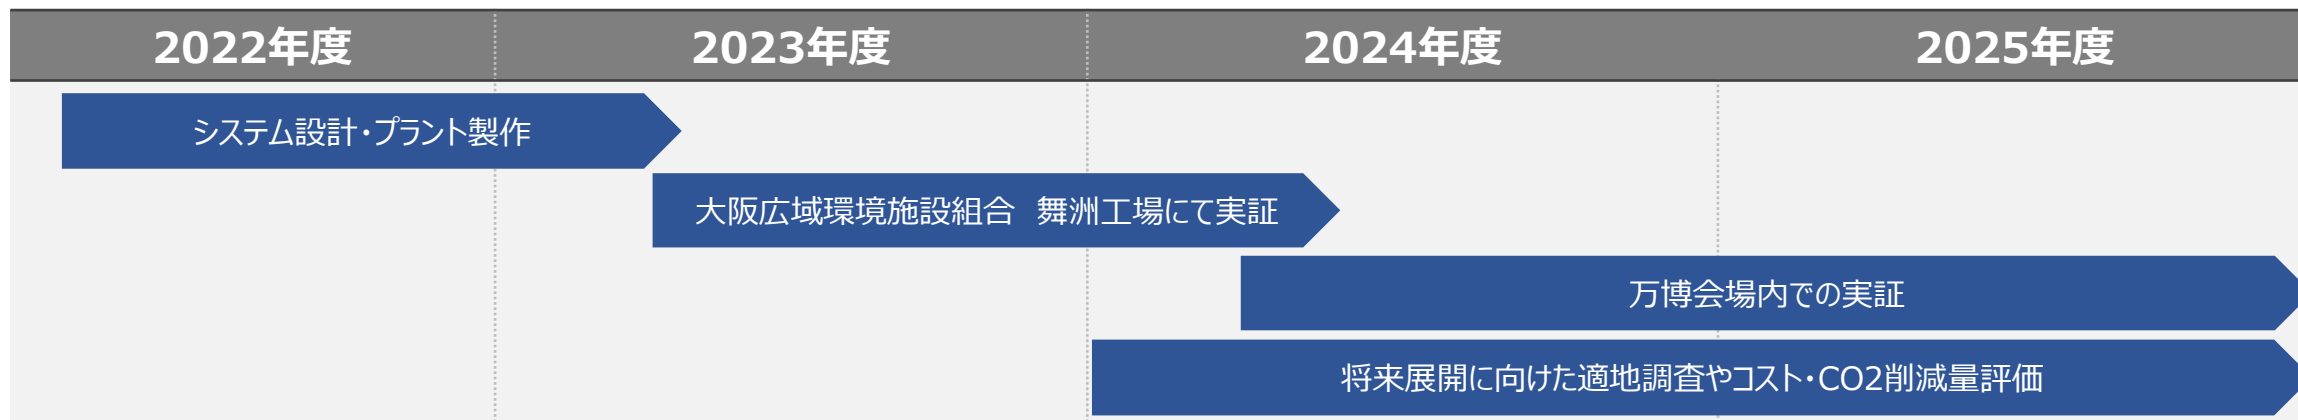 2022年度 2023年度 2024年度 2025年度
システム設計・プラント製作
大阪広域環境施設組合　舞洲工場にて実証
万博会場内での実証
将来展開に向けた適地調査やコスト・CO2削減量評価